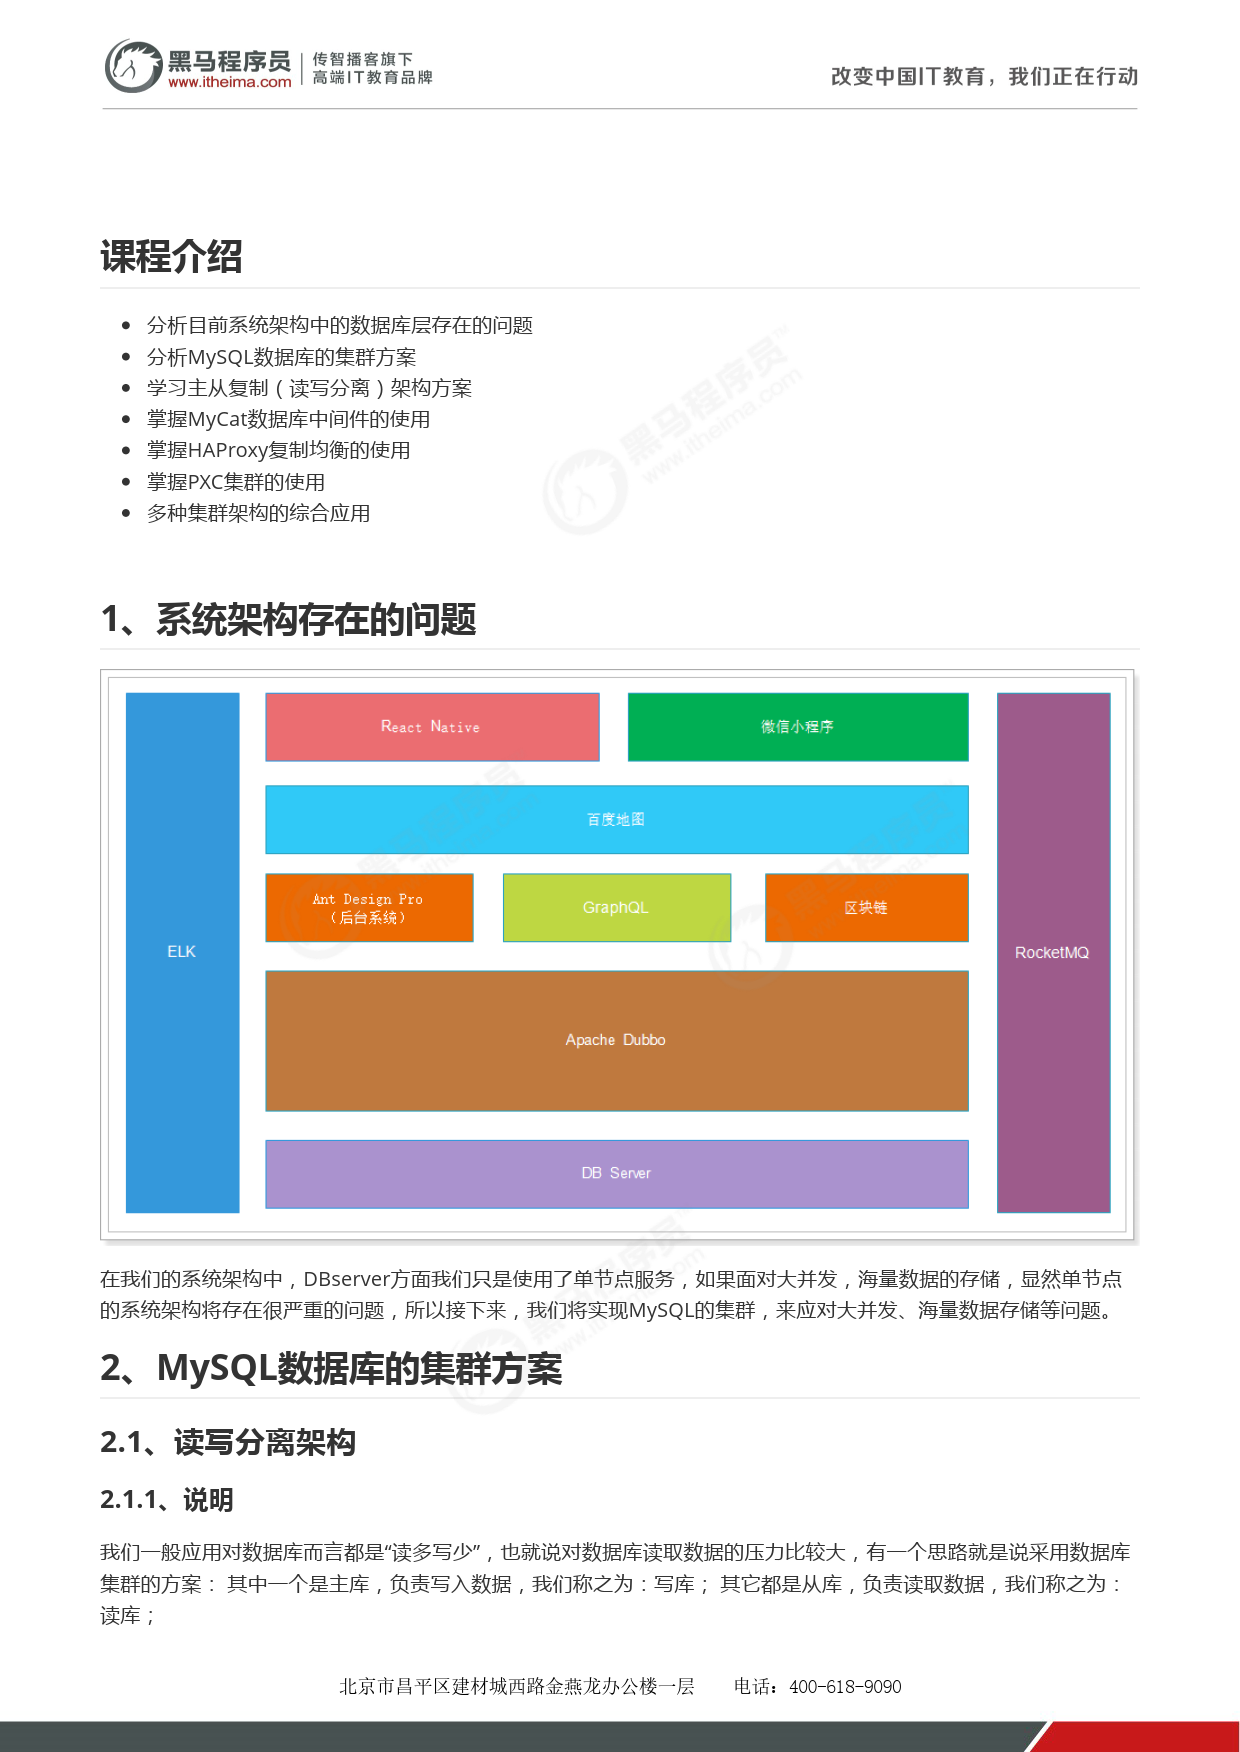 黑马程序员
www.itheima.com
传智播客旗下
高端IT教育品牌
改变中国IT教育，我们正在行动
课程介绍
分析目前系统架构中的数据库层存在的问题
分析MySQL数据库的集群方案
学习主从复制（读写分离）架构方案
掌握MyCat数据库中间件的使用
掌握HAProxy复制均衡的使用
掌握PXC集群的使用
多种集群架构的综合应用
黑马程序员™
www.itheima.com
1、系统架构存在的问题
React Native
微信小程序
百度地图
Ant Design Pro
（后台系统）
GraphQL
区块链
ELK
RocketMQ
Apache Dubbo
DB Server
在我们的系统架构中，DBserver方面我们只是使用了单节点服务，如果面对大并发，海量数据的存储，显然单节点
的系统架构将存在很严重的问题，所以接下来，我们将实现MySQL的集群，来应对大并发、海量数据存储等问题。
2、MySQL数据库的集群方案
2.1、读写分离架构
2.1.1、说明
我们一般应用对数据库而言都是“读多写少”，也就说对数据库读取数据的压力比较大，有一个思路就是说采用数据库
集群的方案： 其中一个是主库，负责写入数据，我们称之为：写库； 其它都是从库，负责读取数据，我们称之为：
读库；
北京市昌平区建材城西路金燕龙办公楼一层 电话：400-618-9090